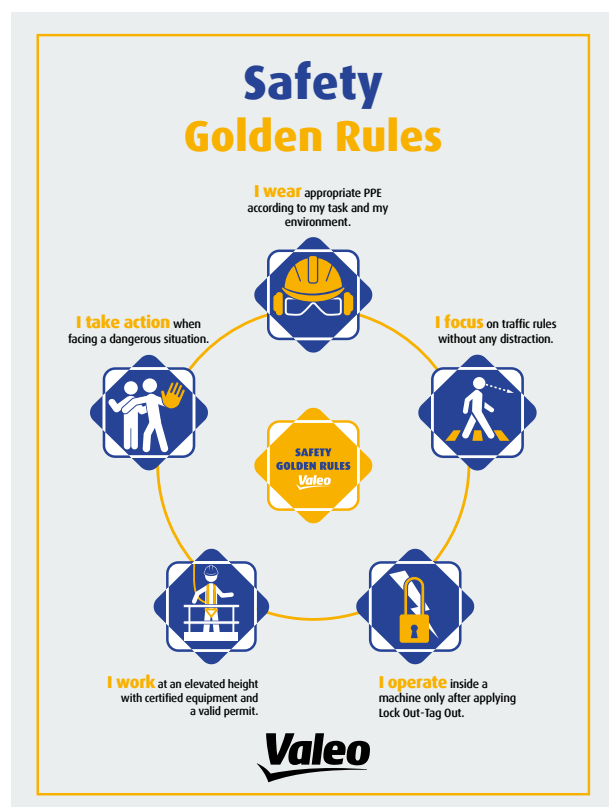 Safety
Golden Rules
I wear appropriate PPE
according to my task and my
environment.
I take action when
facing a dangerous situation.
I focus on traffic rules
without any distraction.
SAFETY
GOLDEN RULES
Valeo
I work at an elevated height
with certified equipment and
a valid permit.
I operate inside a
machine only after applying
Lock Out-Tag Out.
Valeo